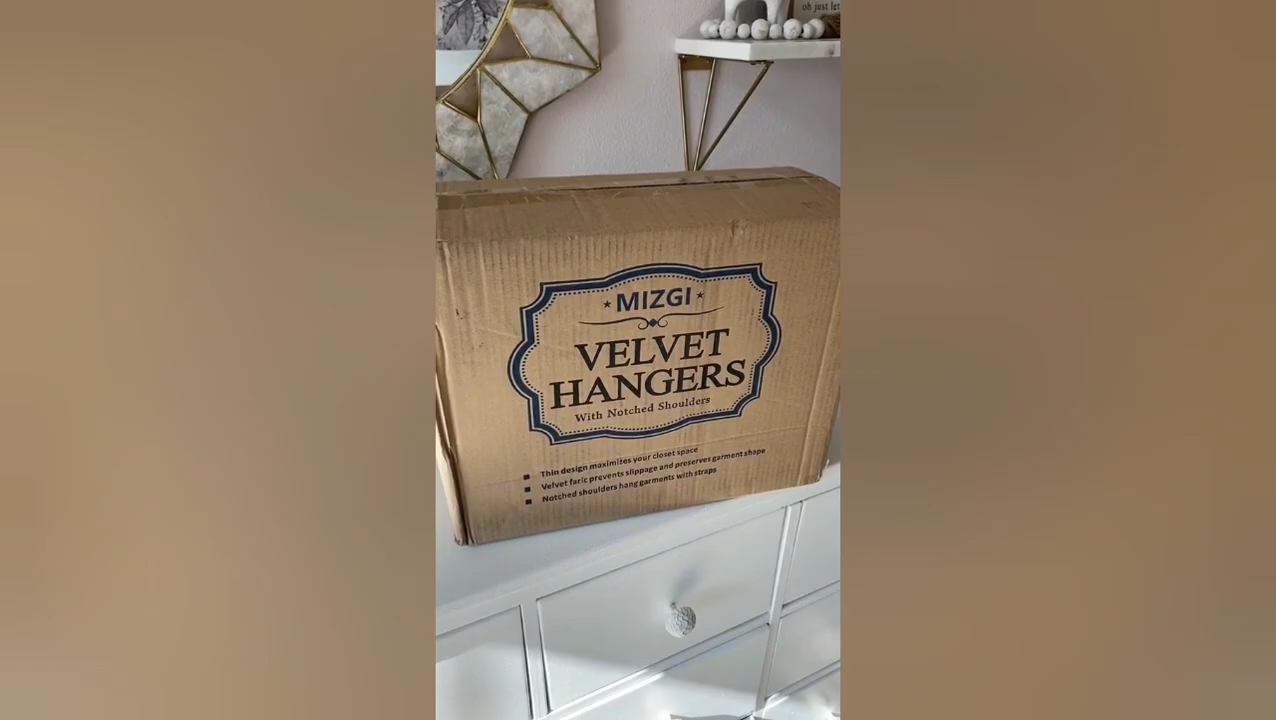 oh just let
MIZGI
VELVET
HANGERS
With Notched Shoulders
Thin design maximizes your closet space
Velvet faric prevents slippage and preserves garment shape
Notched shoulders hang garments with straps